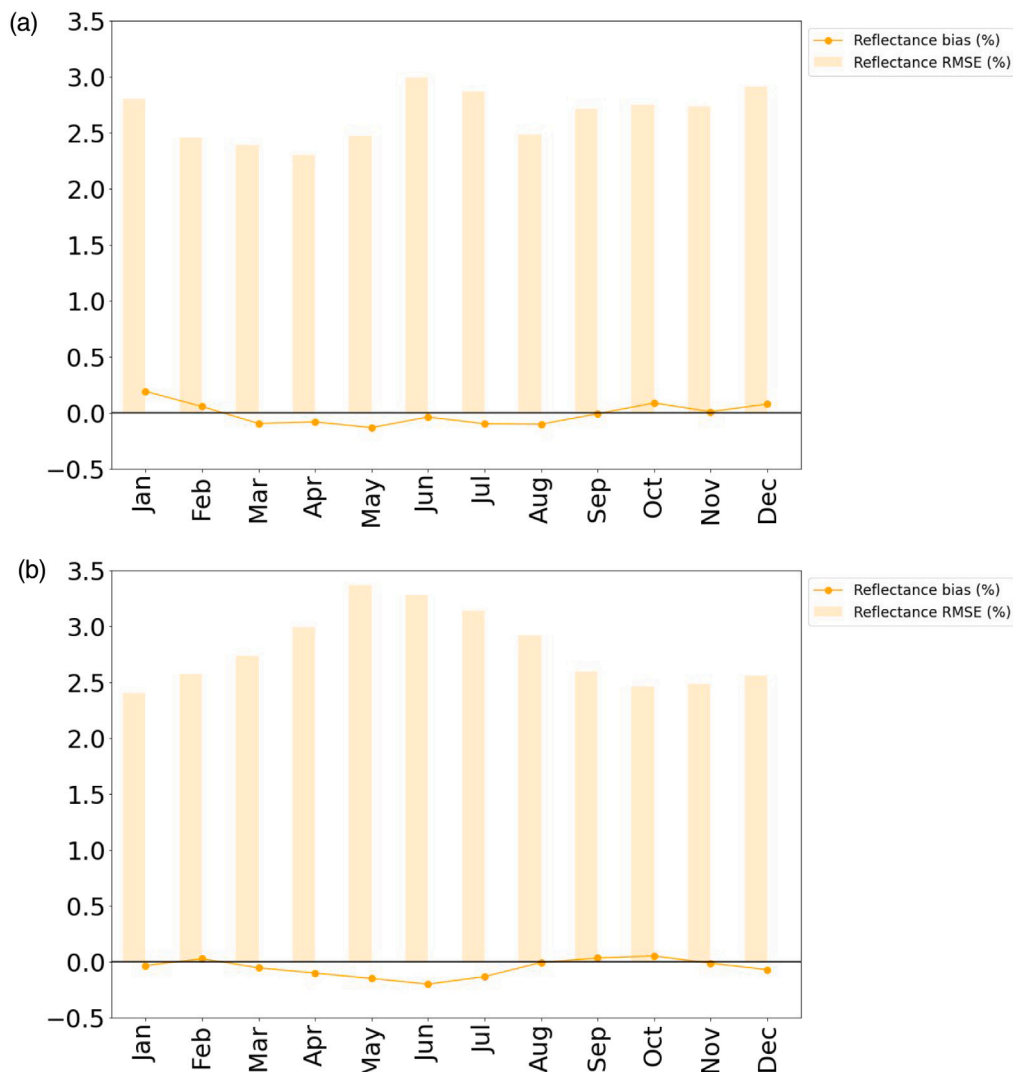 (a)
3.5
3.0
2.5
2.0
1.5
1.0
0.5
0.0
−0.5
Jan
Feb
Mar
Apr
May
Jun
Jul
Aug
Sep
Oct
Nov
Dec
Reflectance bias (%)
Reflectance RMSE (%)
(b)
3.5
3.0
2.5
2.0
1.5
1.0
0.5
0.0
−0.5
Jan
Feb
Mar
Apr
May
Jun
Jul
Aug
Sep
Oct
Nov
Dec
Reflectance bias (%)
Reflectance RMSE (%)